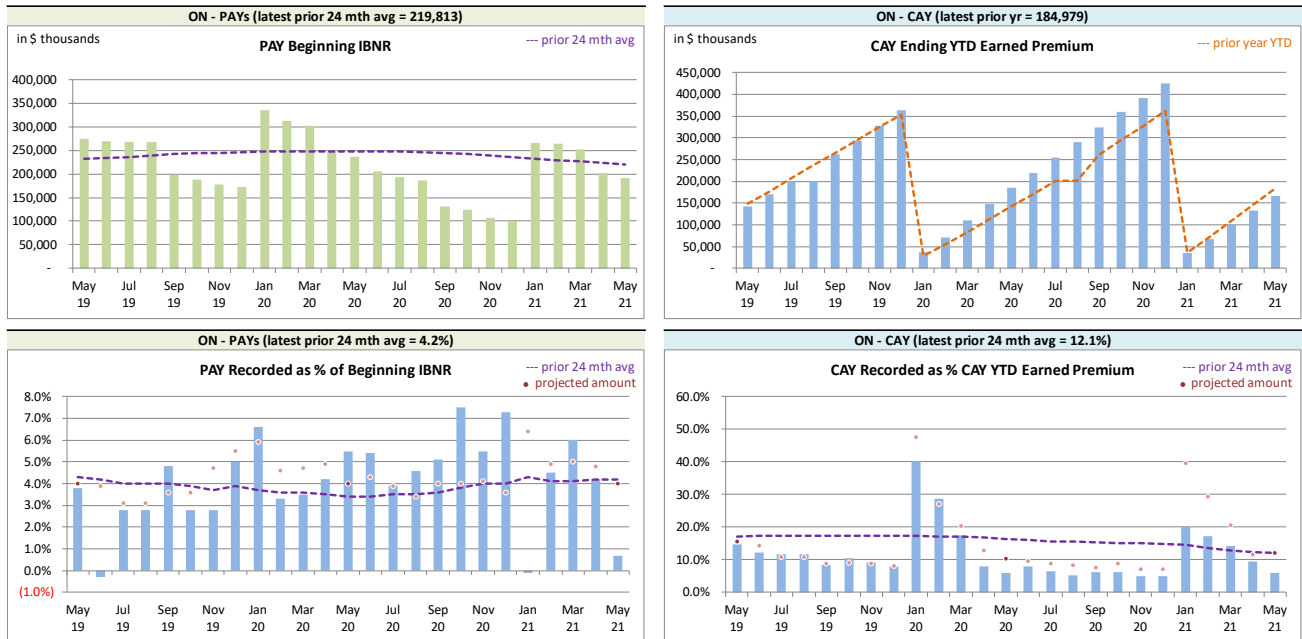 ON - PAYs (latest prior 24 mth avg = 219,813)
in $ thousands
PAY Beginning IBNR
--- prior 24 mth avg
400,000
350,000
300,000
250,000
200,000
150,000
100,000
50,000
-
May Jul Sep Nov Jan Mar May Jul Sep Nov Jan Mar May
19 19 19 19 20 20 20 20 20 20 21 21 21
ON - CAY (latest prior yr = 184,979)
in $ thousands
CAY Ending YTD Earned Premium
--- prior year YTD
450,000
400,000
350,000
300,000
250,000
200,000
150,000
100,000
50,000
-
May Jul Sep Nov Jan Mar May Jul Sep Nov Jan Mar May
19 19 19 19 20 20 20 20 20 20 21 21 21
ON - PAYs (latest prior 24 mth avg = 4.2%)
PAY Recorded as % of Beginning IBNR
--- prior 24 mth avg
• projected amount
8.0%
7.0%
6.0%
5.0%
4.0%
3.0%
2.0%
1.0%
0.0%
(1.0%)
May Jul Sep Nov Jan Mar May Jul Sep Nov Jan Mar May
19 19 19 19 20 20 20 20 20 20 21 21 21
ON - CAY (latest prior 24 mth avg = 12.1%)
CAY Recorded as % CAY YTD Earned Premium
--- prior 24 mth avg
• projected amount
60.0%
50.0%
40.0%
30.0%
20.0%
10.0%
0.0%
May Jul Sep Nov Jan Mar May Jul Sep Nov Jan Mar May
19 19 19 19 20 20 20 20 20 20 21 21 21